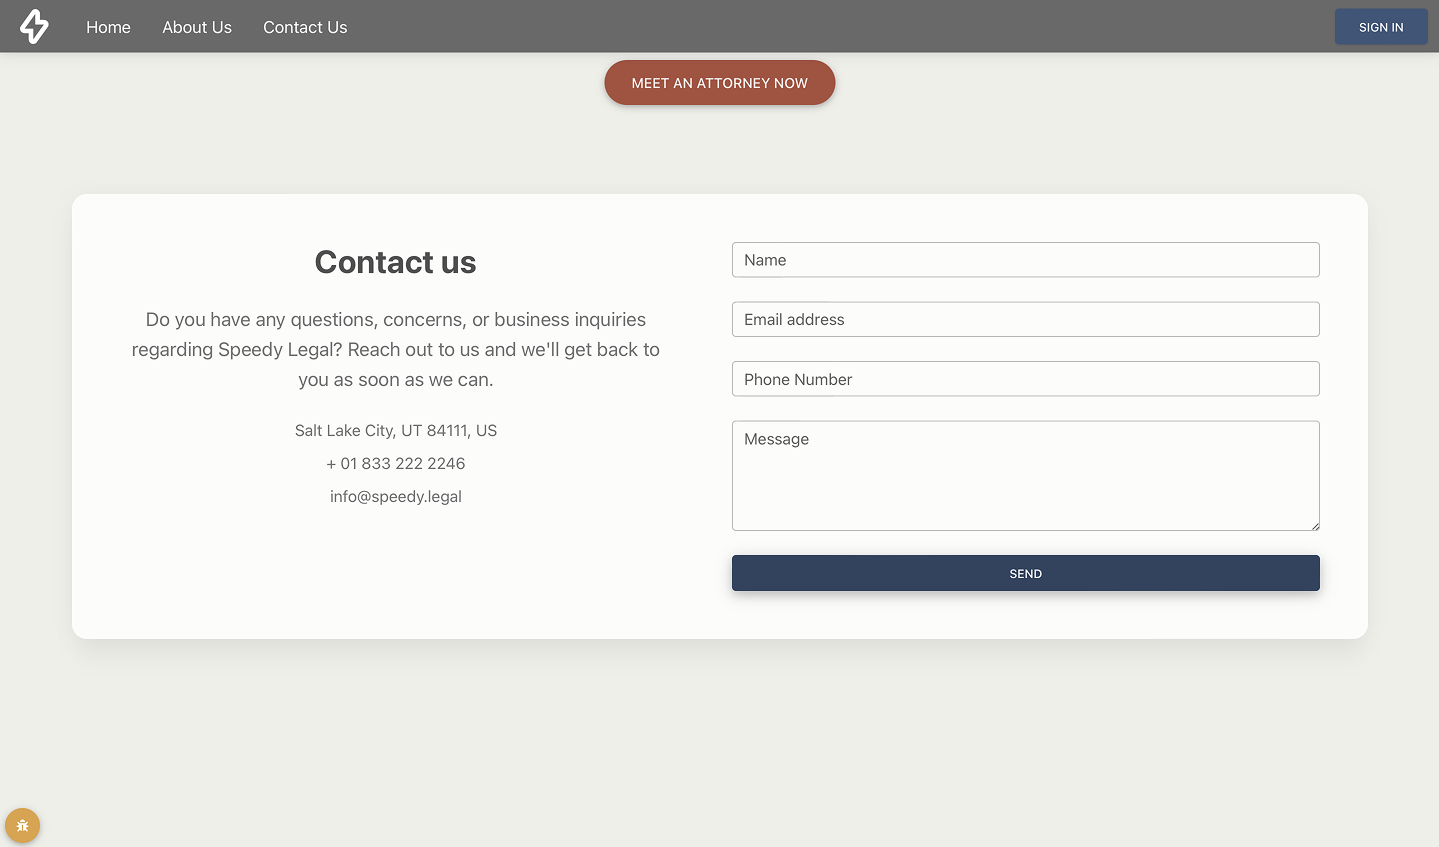 Home
About Us
Contact Us
SIGN IN
MEET AN ATTORNEY NOW
Contact us
Do you have any questions, concerns, or business inquiries
regarding Speedy Legal? Reach out to us and we'll get back to
you as soon as we can.
Salt Lake City, UT 84111, US
+ 01 833 222 2246
info@speedy.legal
Name
Email address
Phone Number
Message
SEND